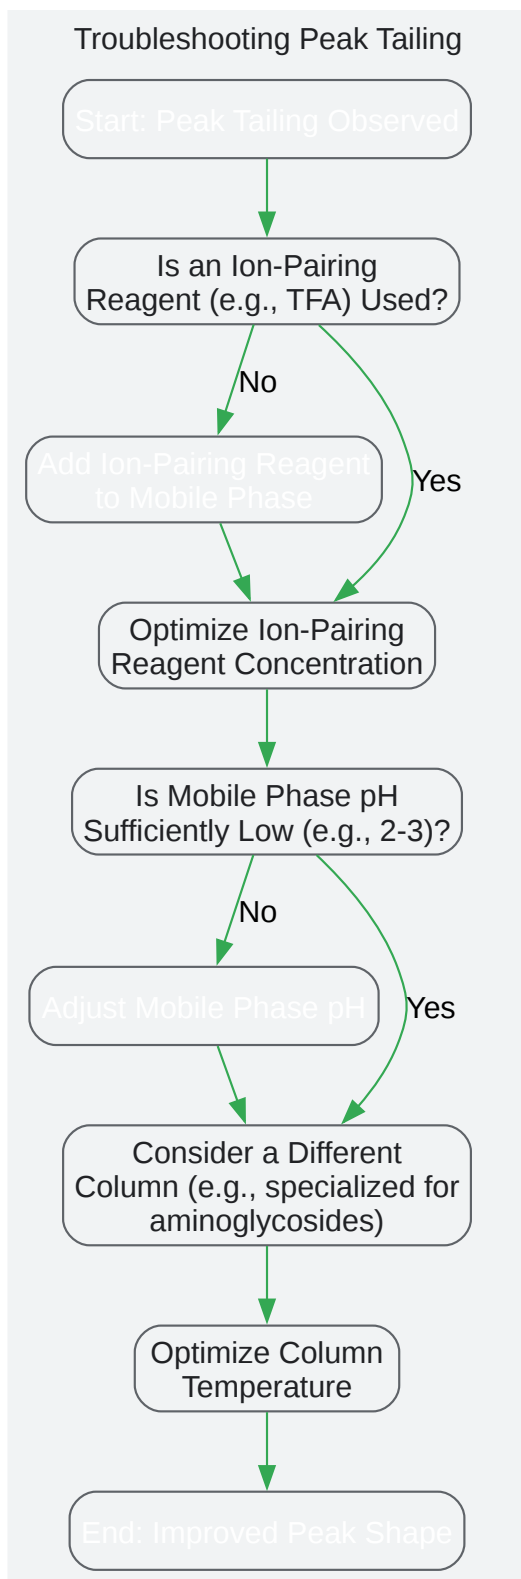 Troubleshooting Peak Tailing
Start: Peak Tailing Observed
Is an Ion-Pairing
Reagent (e.g., TFA) Used?
No
Add Ion-Pairing Reagent
to Mobile Phase
Yes
Optimize Ion-Pairing
Reagent Concentration
Is Mobile Phase pH
Sufficiently Low (e.g., 2-3)?
No
Adjust Mobile Phase pH
Yes
Consider a Different
Column (e.g., specialized for
aminoglycosides)
Optimize Column
Temperature
End: Improved Peak Shape